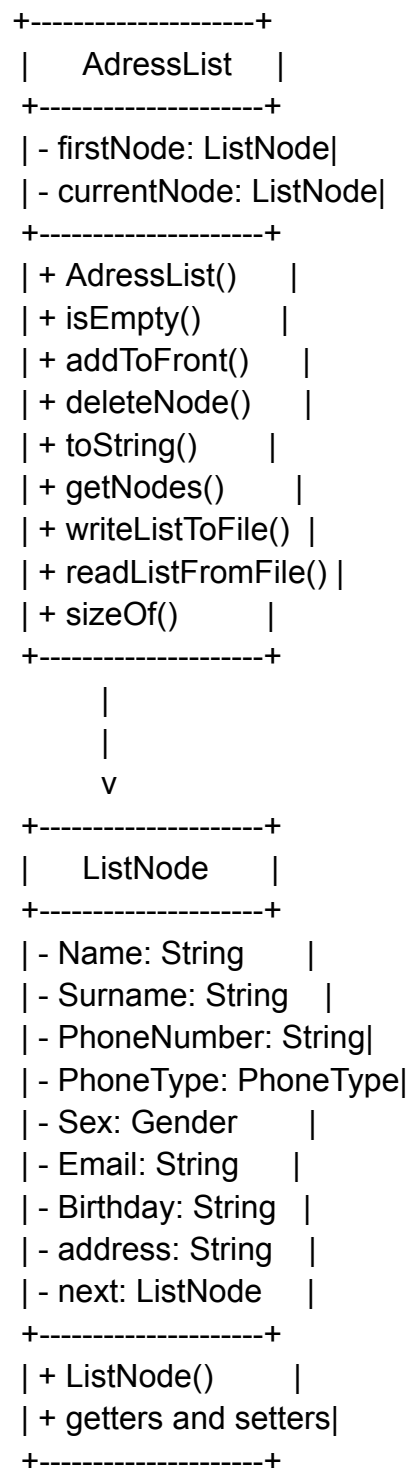 +--------------------+
|     AdressList     |
+---------------------+
| - firstNode: ListNode|
| - currentNode: ListNode|
+---------------------+
| + AdressList()      |
| + isEmpty()         |
| + addToFront()      |
| + deleteNode()      |
| + toString()        |
| + getNodes()        |
| + writeListToFile() |
| + readListFromFile() |
| + sizeOf()          |
+---------------------+
|
|
v
+---------------------+
|     ListNode        |
+---------------------+
| - Name: String      |
| - Surname: String   |
| - PhoneNumber: String|
| - PhoneType: PhoneType|
| - Sex: Gender       |
| - Email: String     |
| - Birthday: String  |
| - address: String   |
| - next: ListNode    |
+---------------------+
| + ListNode()        |
| + getters and setters|
+---------------------+